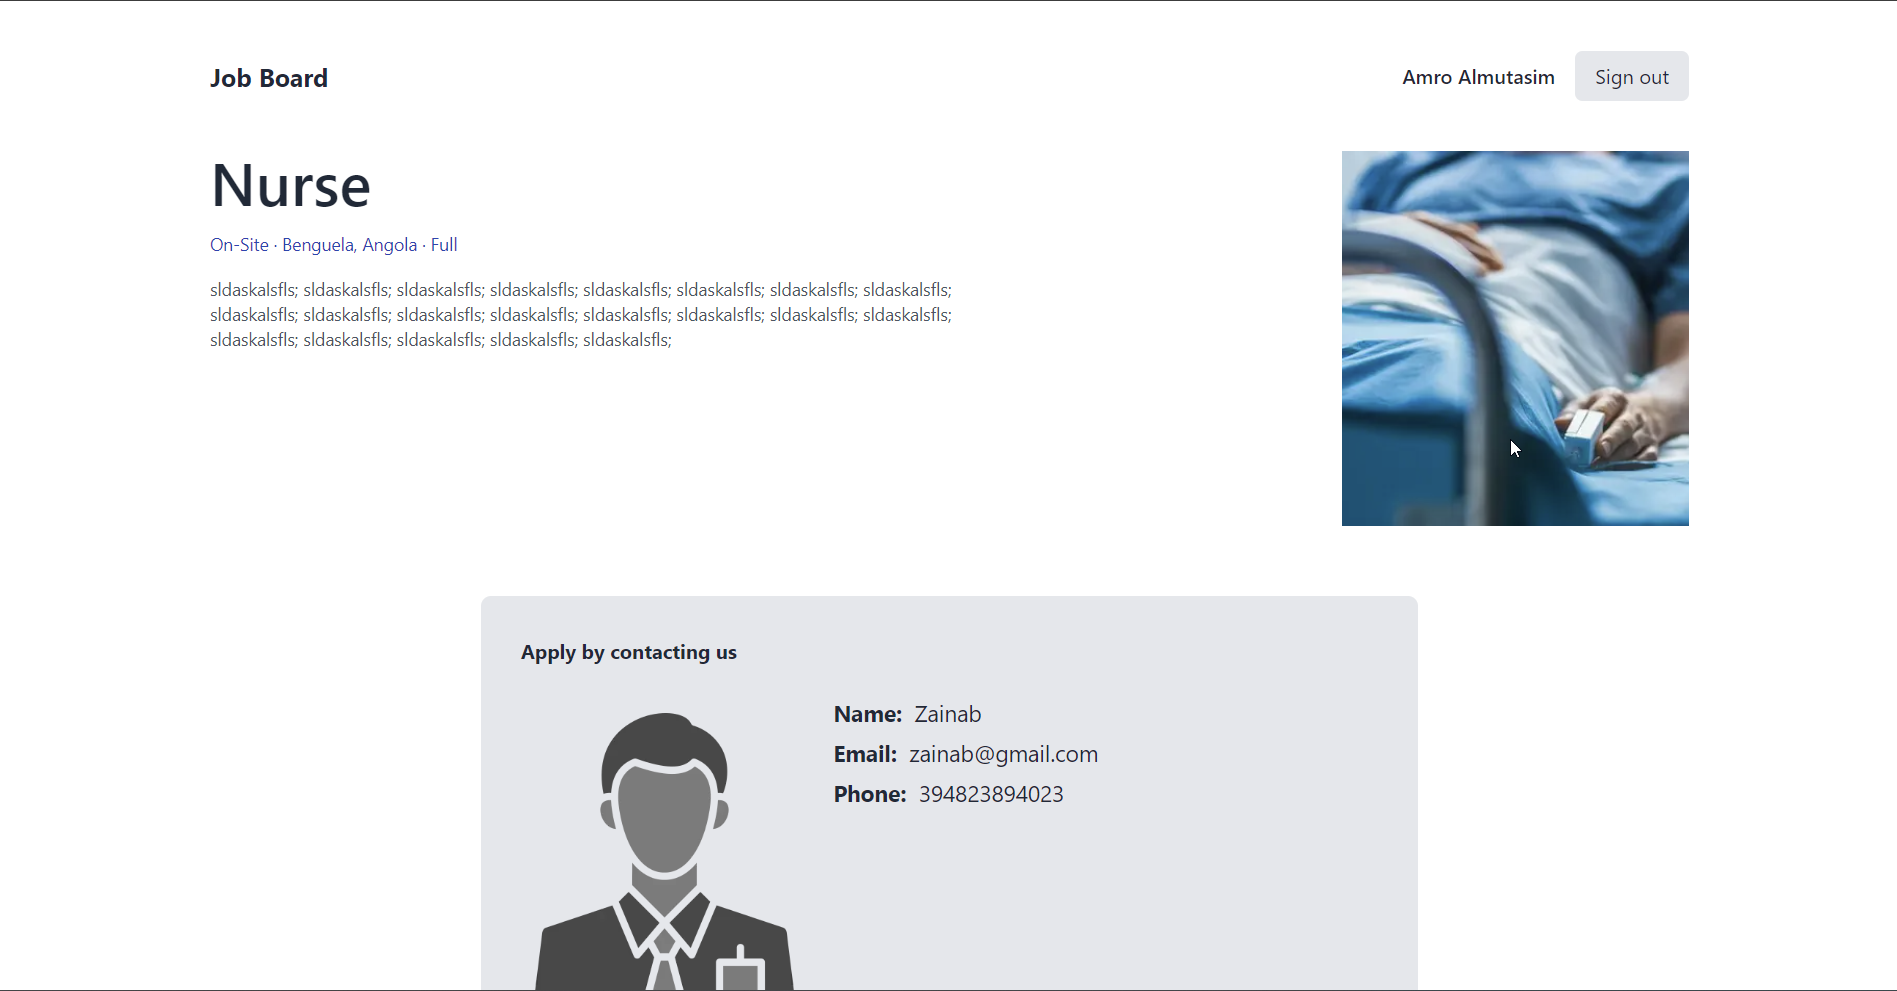 Job Board
Amro Almutasim
Sign out
Nurse
On-Site · Benguela, Angola · Full
sldaskalsfls; sldaskalsfls; sldaskalsfls; sldaskalsfls; sldaskalsfls; sldaskalsfls; sldaskalsfls; sldaskalsfls;
sldaskalsfls; sldaskalsfls; sldaskalsfls; sldaskalsfls; sldaskalsfls; sldaskalsfls; sldaskalsfls; sldaskalsfls;
sldaskalsfls; sldaskalsfls; sldaskalsfls; sldaskalsfls; sldaskalsfls;
Apply by contacting us
Name: Zainab
Email: zainab@gmail.com
Phone: 394823894023